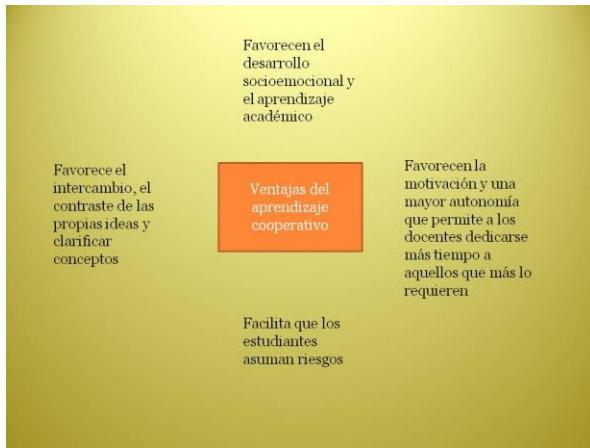 Favorecen el
desarrollo
socioemocional y
el aprendizaje
académico
Favorece el
intercambio, el
contraste de las
propias ideas y
clarificar
conceptos
Ventajas del
aprendizaje
cooperativo
Favorecen la
motivación y una
mayor autonomía
que permite a los
docentes dedicarse
más tiempo a
aquellos que más lo
requieren
Facilita que los
estudiantes
asuman riesgos